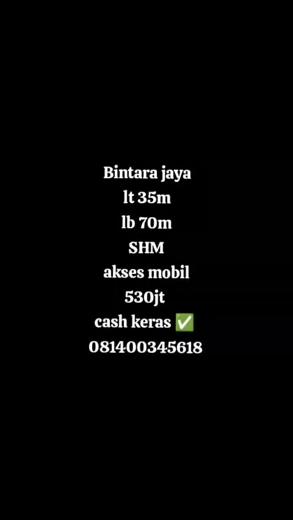 Bintara jaya
lt 35m
lb 70m
SHM
akses mobil
530jt
cash keras ✅
081400345618